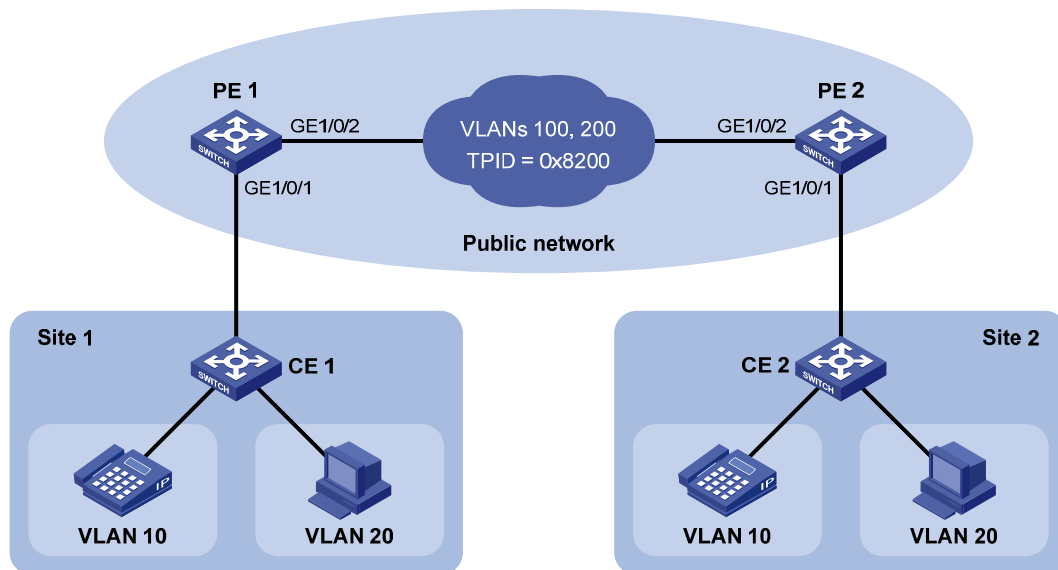 PE 1
PE 2
GE1/0/2
VLANs 100, 200
GE1/0/2
TPID = 0x8200
SWITCH
SWITCH
GE1/0/1
GE1/0/1
Public network
Site 1
Site 2
CE 1
CE 2
SWITCH
SWITCH
IP
IP
VLAN 10
VLAN 20
VLAN 10
VLAN 20